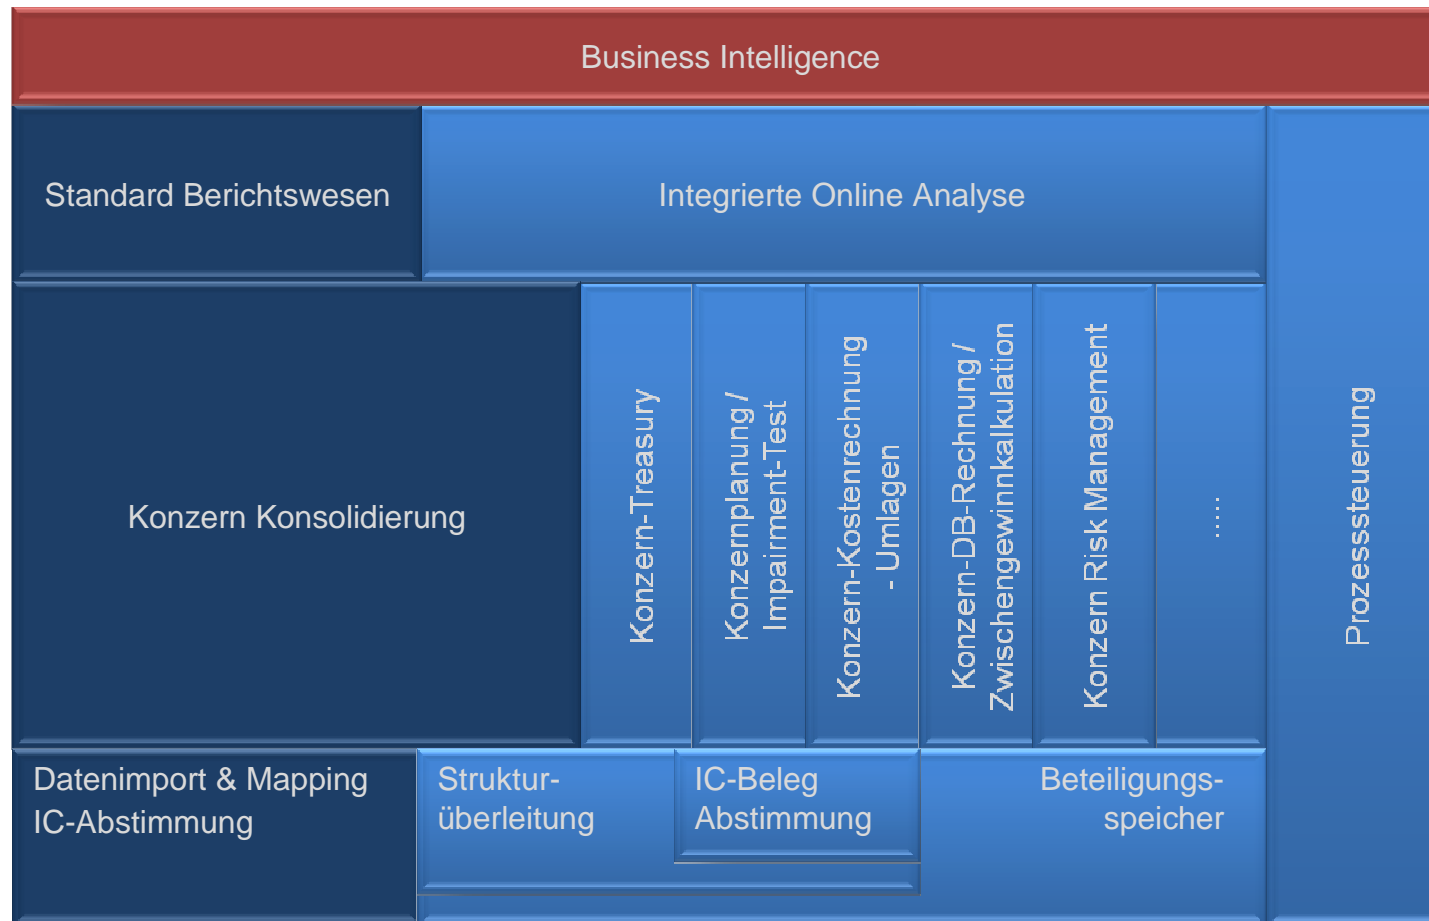 Business Intelligence
Standard Berichtswesen
Integrierte Online Analyse
Konzern Konsolidierung
Konzern-Treasury
Konzernplanung /
Impairment-Test
Konzern-Kostenrechnung
- Umlagen
Konzern-DB-Rechnung /
Zwischengewinnkalkulation
Konzern Risk Management
.....
Prozesssteuerung
Datenimport & Mapping
IC-Abstimmung
Struktur-
überleitung
IC-Beleg
Abstimmung
Beteiligungs-
speicher